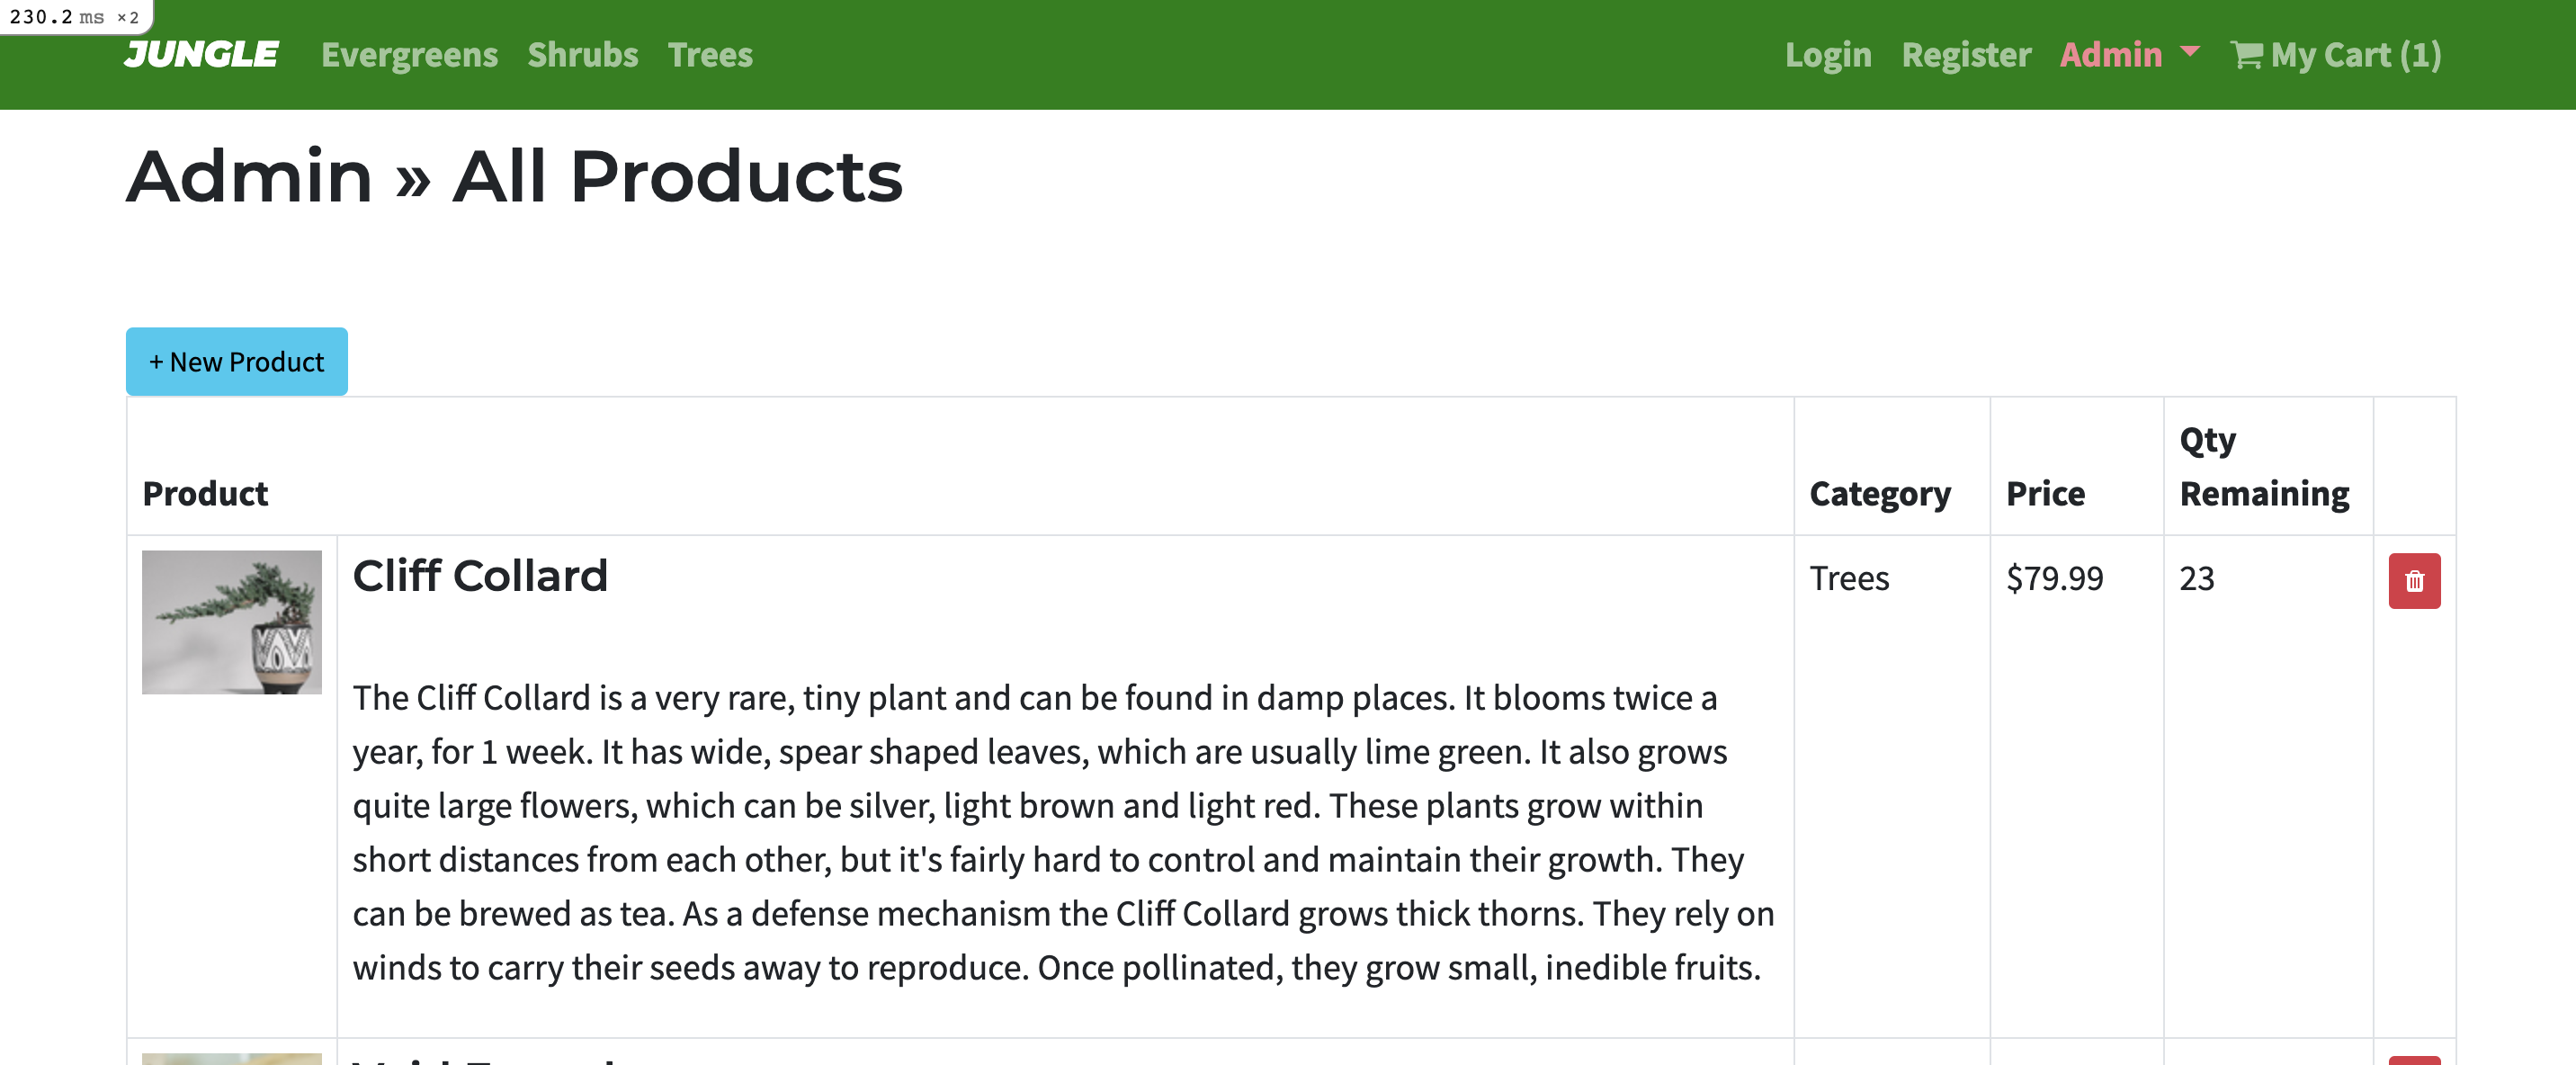 230.2 ms ×2
JUNGLE Evergreens Shrubs Trees Login Register Admin My Cart (1)
Admin » All Products
+ New Product
Product Category Price Qty Remaining
Cliff Collard Trees $79.99 23
The Cliff Collard is a very rare, tiny plant and can be found in damp places. It blooms twice a
year, for 1 week. It has wide, spear shaped leaves, which are usually lime green. It also grows
quite large flowers, which can be silver, light brown and light red. These plants grow within
short distances from each other, but it's fairly hard to control and maintain their growth. They
can be brewed as tea. As a defense mechanism the Cliff Collard grows thick thorns. They rely on
winds to carry their seeds away to reproduce. Once pollinated, they grow small, inedible fruits.